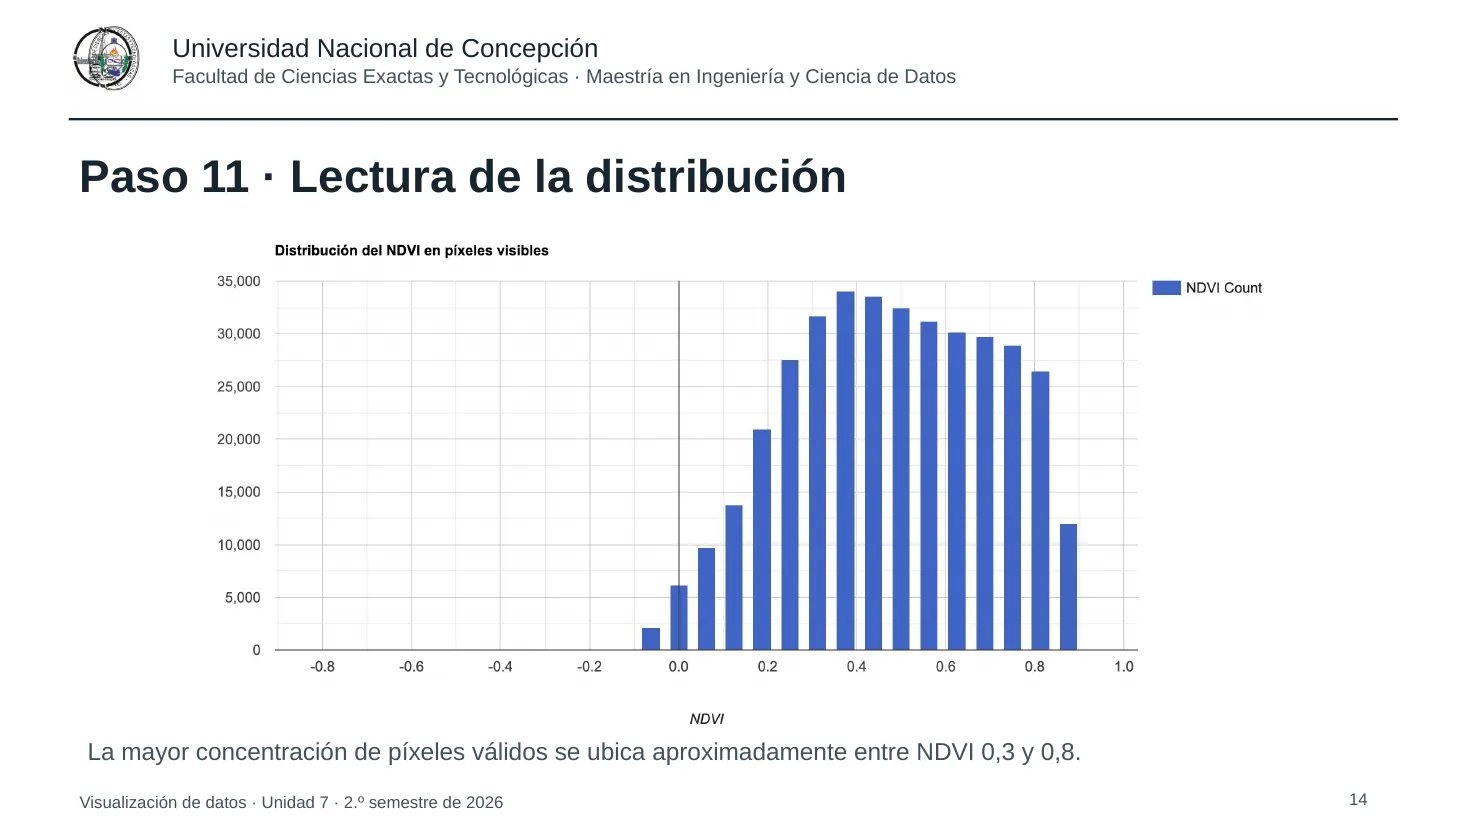 Universidad Nacional de Concepción
Facultad de Ciencias Exactas y Tecnológicas · Maestría en Ingeniería y Ciencia de Datos
Paso 11 · Lectura de la distribución
Distribución del NDVI en píxeles visibles
35,000
NDVI Count
30,000
25,000
20,000
15,000
10,000
5,000
0
-0.8 -0.6 -0.4 -0.2 0.0 0.2 0.4 0.6 0.8 1.0
NDVI
La mayor concentración de píxeles válidos se ubica aproximadamente entre NDVI 0,3 y 0,8.
Visualización de datos · Unidad 7 · 2.º semestre de 2026
14